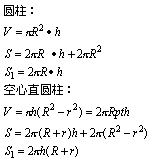 圆柱：
V = πR² • h
S = 2πR • h + 2πR²
S₁ = 2πR • h
空心直圆柱：
V = πh(R² − r²) = 2πRpth
S = 2π(R + r)h + 2π(R² − r²)
S₁ = 2πh(R + r)